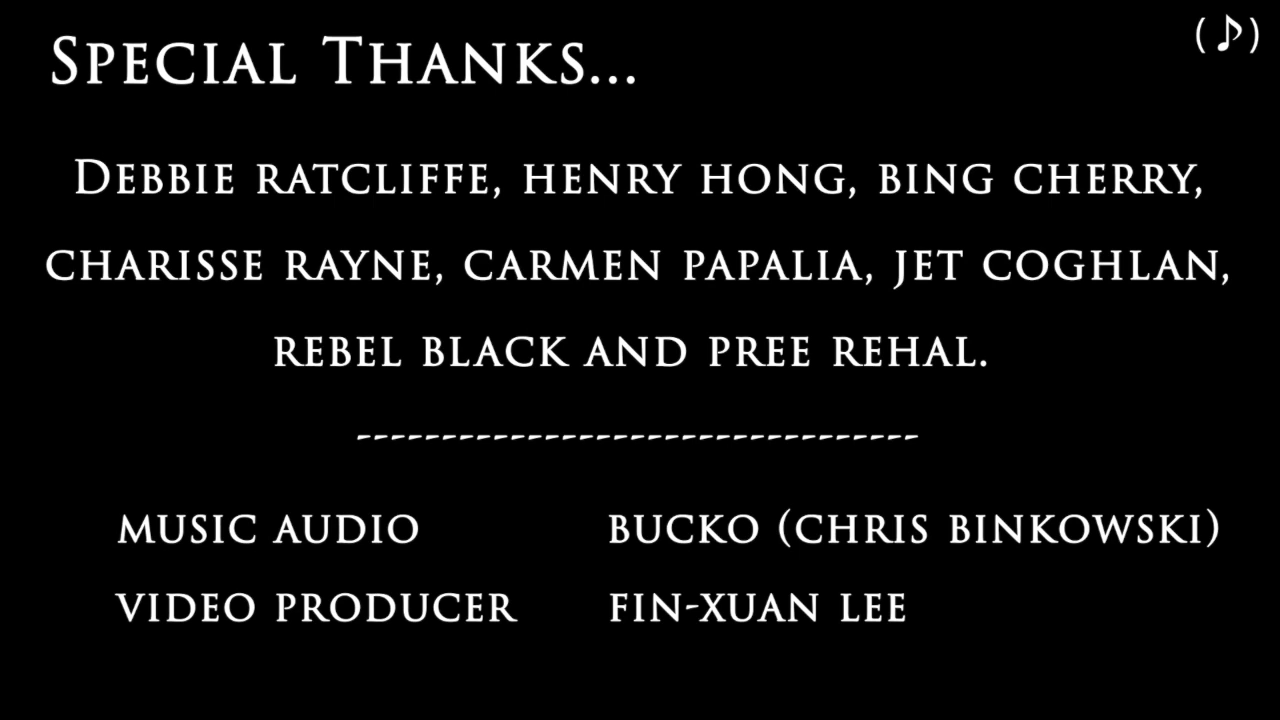 Special Thanks...
(♪)
Debbie ratcliffe, henry hong, bing cherry,
charisse rayne, carmen papalia, jet coghlan,
rebel black and pree rehal.
---------------------------------
music audio bucko (chris binkowski)
video producer fin-xuan lee